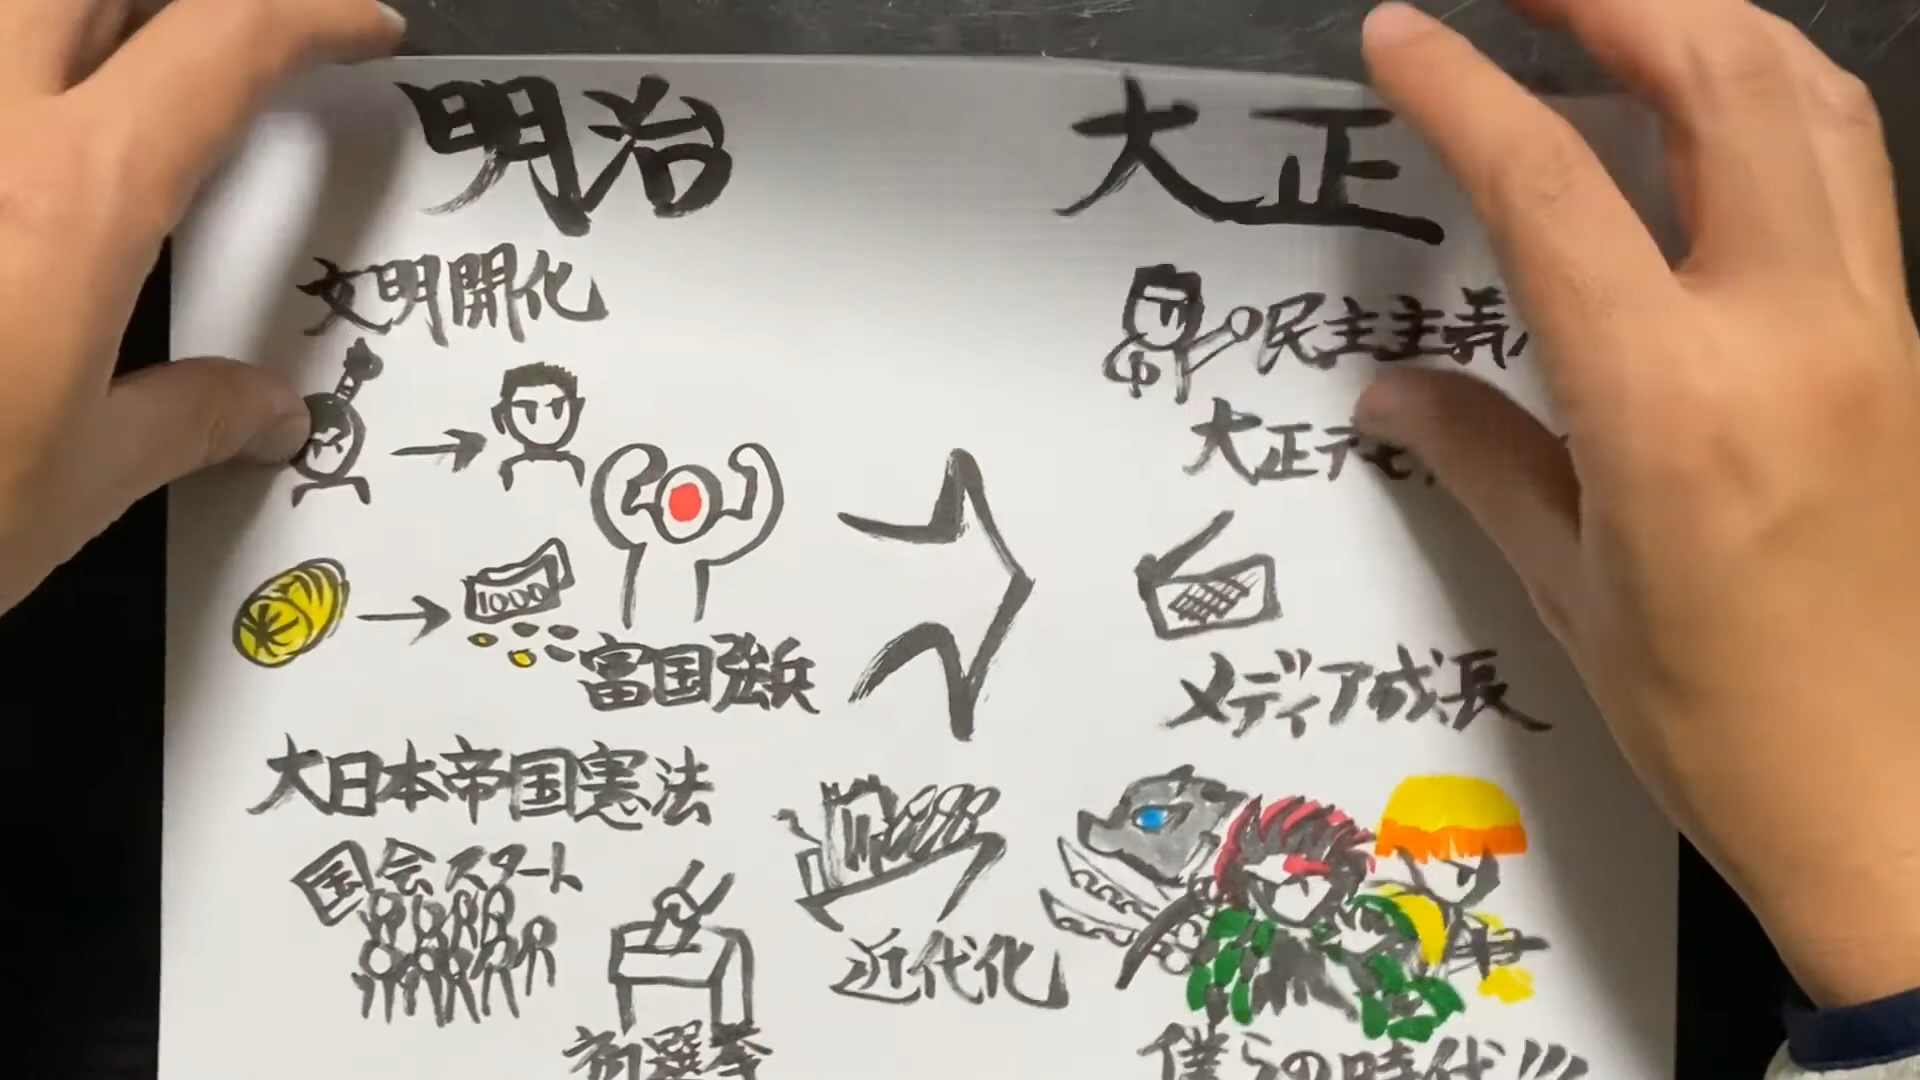 明治
文明開化
1000
富国強兵
大日本帝国憲法
国会スタート
初選挙
近代化
大正
民主主義
大正デモ
メディア成長
僕らの時代!!!